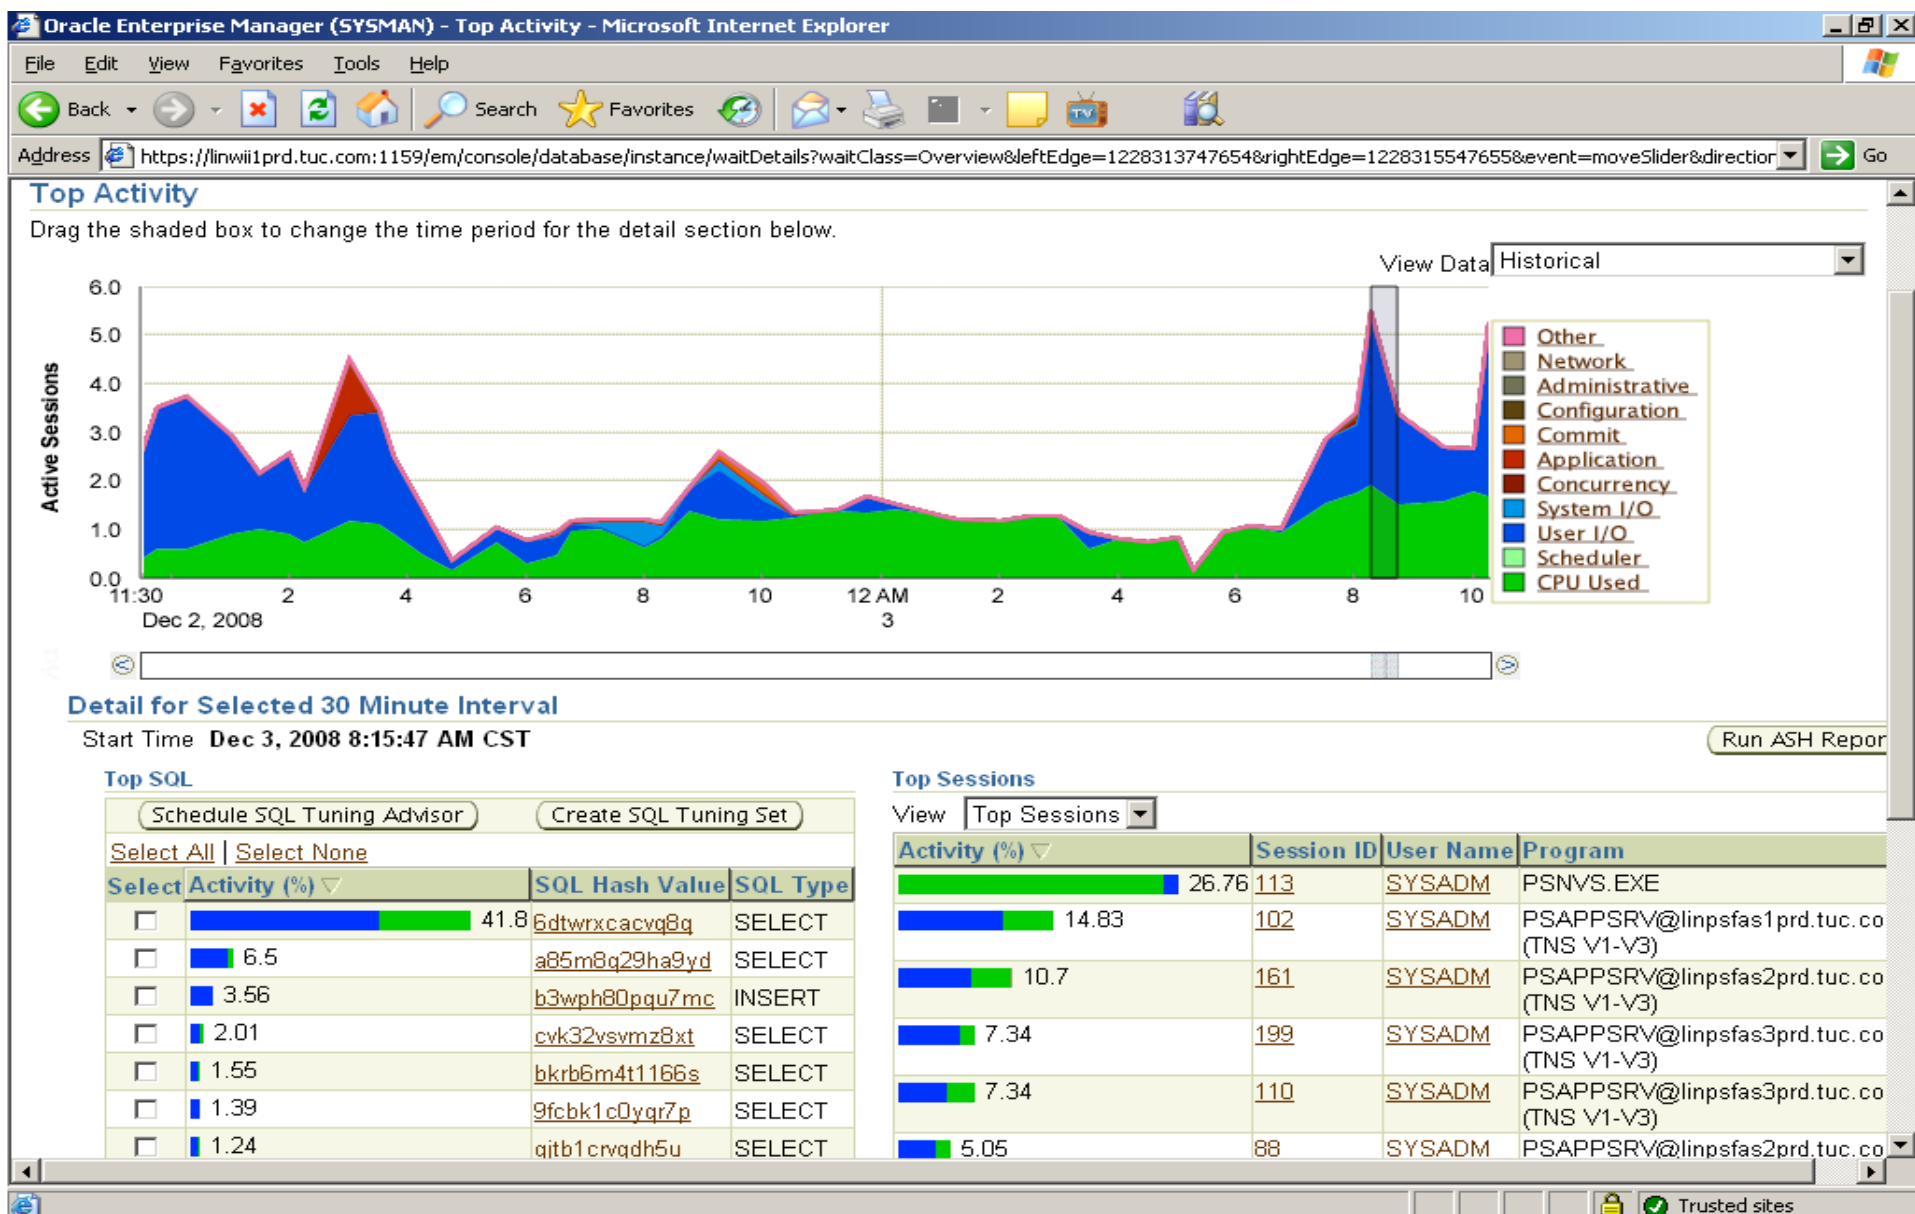 Oracle Enterprise Manager (SYSMAN) - Top Activity - Microsoft Internet Explorer
File Edit View Favorites Tools Help
Back Search Favorites
Address https://linwii1prd.tuc.com:1159/em/console/database/instance/waitDetails?waitClass=Overview&leftEdge=1228313747654&rightEdge=1228315547655&event=moveSlider&direction Go
Top Activity
Drag the shaded box to change the time period for the detail section below.
View Data Historical
6.0
5.0
4.0
3.0
2.0
1.0
0.0
Active Sessions
11:30 2 4 6 8 10 12 AM 2 4 6 8 10
Dec 2, 2008 3
Other
Network
Administrative
Configuration
Commit
Application
Concurrency
System I/O
User I/O
Scheduler
CPU Used
Detail for Selected 30 Minute Interval
Start Time Dec 3, 2008 8:15:47 AM CST
Run ASH Repor
Top SQL
Schedule SQL Tuning Advisor Create SQL Tuning Set
Select All | Select None
Select Activity (%) SQL Hash Value SQL Type
41.8 6dtwrxcacvq8q SELECT
6.5 a85m8q29ha9yd SELECT
3.56 b3wph80pqu7mc INSERT
2.01 cvk32vsvmz8xt SELECT
1.55 bkrb6m4t1166s SELECT
1.39 9fcbk1c0yqr7p SELECT
1.24 gjtb1crvgdh5u SELECT
Top Sessions
View Top Sessions
Activity (%) Session ID User Name Program
26.76 113 SYSADM PSNVS.EXE
14.83 102 SYSADM PSAPPSRV@linpsfas1prd.tuc.co
(TNS V1-V3)
10.7 161 SYSADM PSAPPSRV@linpsfas2prd.tuc.co
(TNS V1-V3)
7.34 199 SYSADM PSAPPSRV@linpsfas3prd.tuc.co
(TNS V1-V3)
7.34 110 SYSADM PSAPPSRV@linpsfas3prd.tuc.co
(TNS V1-V3)
5.05 88 SYSADM PSAPPSRV@linpsfas2prd.tuc.co
Trusted sites